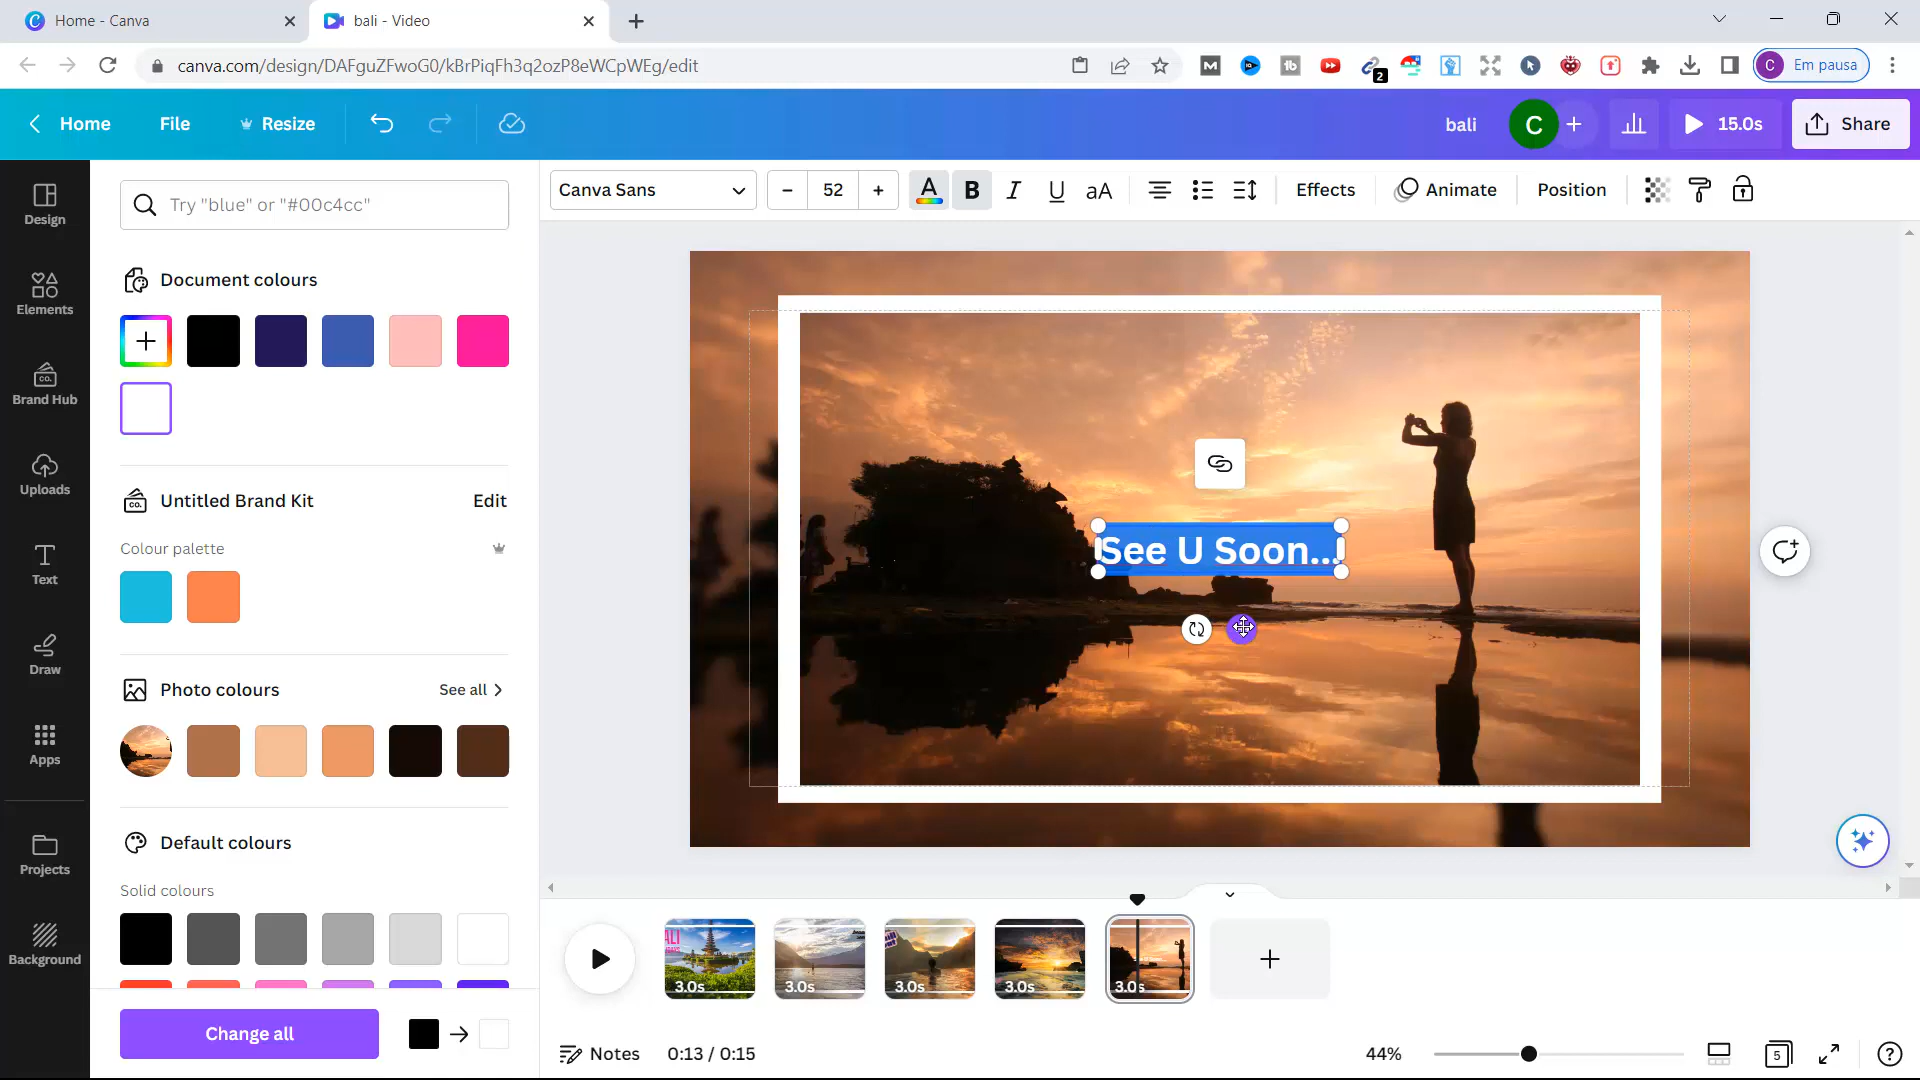 Home - Canva
bali - Video
canva.com/design/DAFguZFwoG0/kBrPiqFh3q2ozP8eWCpWEg/edit
2
C Em pausa
Home
File
Resize
bali
C
15.0s
Share
Design
Elements
Brand Hub
Uploads
Text
Draw
Apps
Projects
Background
Try "blue" or "#00c4cc"
Document colours
Untitled Brand Kit
Edit
Colour palette
Photo colours
See all
Default colours
Solid colours
Change all
Canva Sans
52
A
B
I
U
aA
Effects
Animate
Position
See U Soon...
3.0s
3.0s
3.0s
3.0s
3.0s
Notes
0:13 / 0:15
44%
5